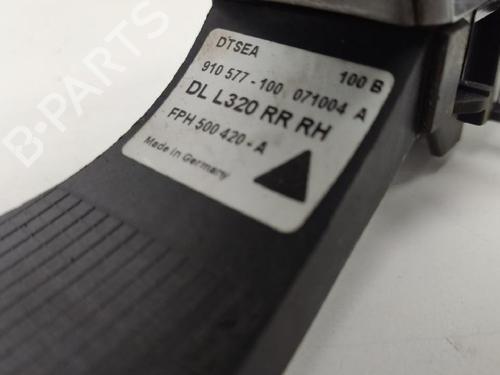 B-PARTS
DTSEA 100 B
910 577-100 071004 A
DL L320 RR RH
FPH 500 420-A
Made in Germany